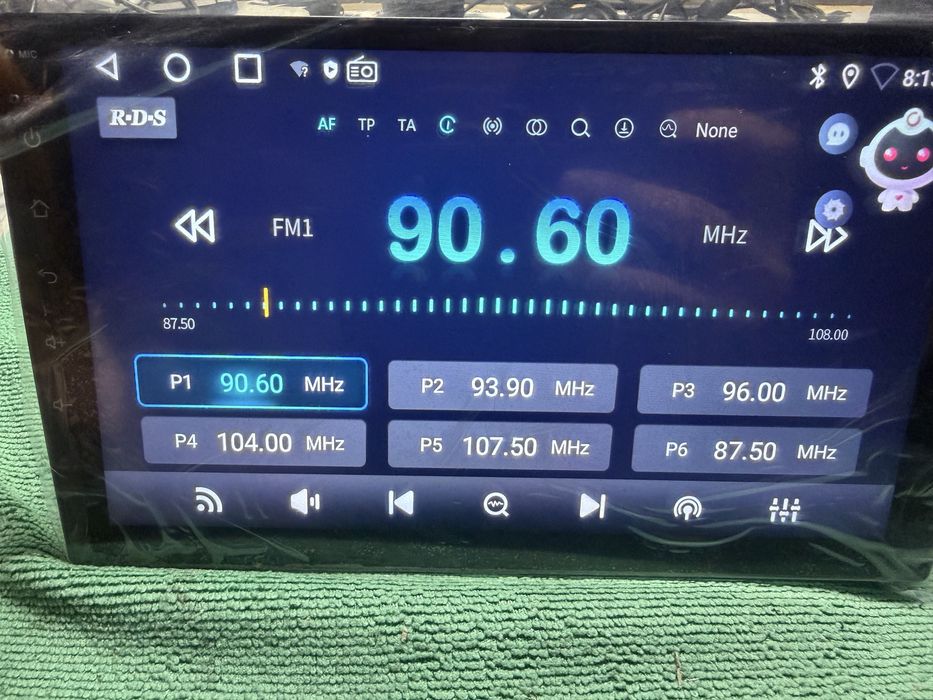 MIC
8:1
R·D·S
AF TP TA None
FM1 90.60 MHz
87.50 108.00
P1 90.60 MHz P2 93.90 MHz P3 96.00 MHz
P4 104.00 MHz P5 107.50 MHz P6 87.50 MHz